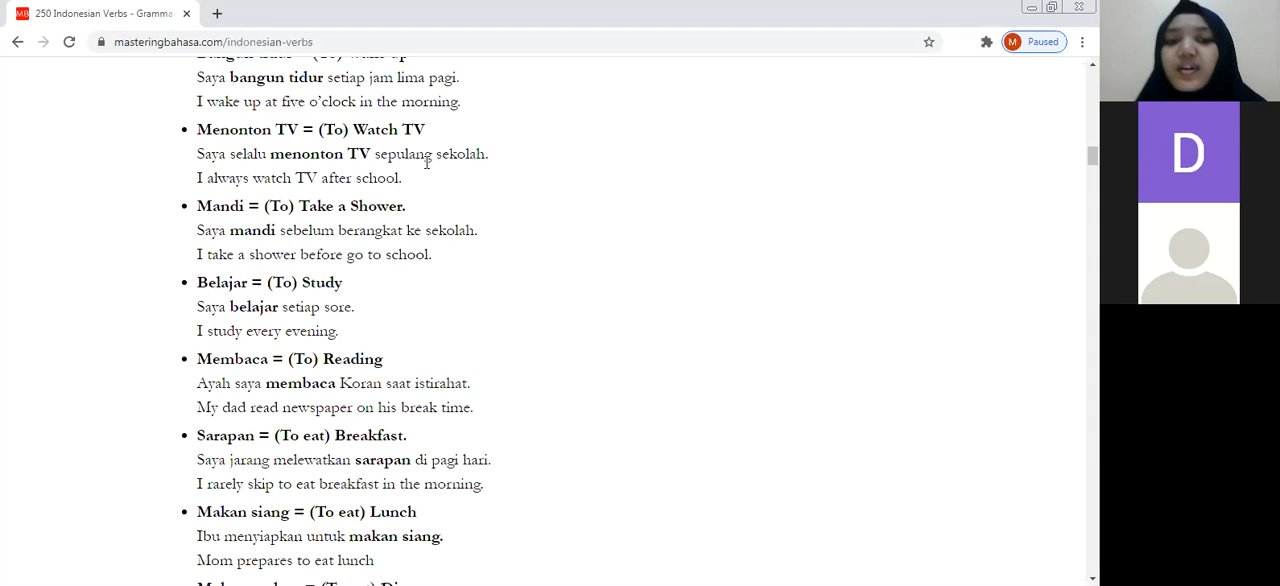 250 Indonesian Verbs - Gramma
masteringbahasa.com/indonesian-verbs
M Paused
Saya bangun tidur setiap jam lima pagi.
I wake up at five o'clock in the morning.
Menonton TV = (To) Watch TV
Saya selalu menonton TV sepulang sekolah.
I always watch TV after school.
Mandi = (To) Take a Shower.
Saya mandi sebelum berangkat ke sekolah.
I take a shower before go to school.
Belajar = (To) Study
Saya belajar setiap sore.
I study every evening.
Membaca = (To) Reading
Ayah saya membaca Koran saat istirahat.
My dad read newspaper on his break time.
Sarapan = (To eat) Breakfast.
Saya jarang melewatkan sarapan di pagi hari.
I rarely skip to eat breakfast in the morning.
Makan siang = (To eat) Lunch
Ibu menyiapkan untuk makan siang.
Mom prepares to eat lunch
D